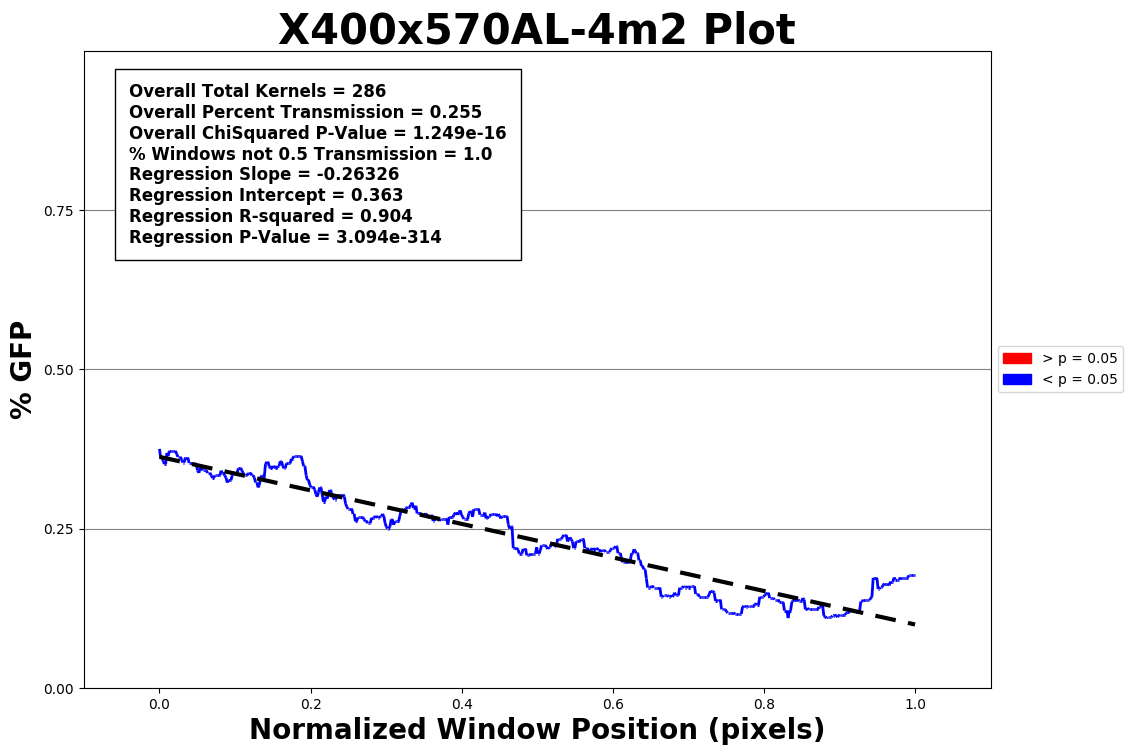 X400x570AL-4m2 Plot
Overall Total Kernels = 286
Overall Percent Transmission = 0.255
Overall ChiSquared P-Value = 1.249e-16
% Windows not 0.5 Transmission = 1.0
Regression Slope = -0.26326
Regression Intercept = 0.363
Regression R-squared = 0.904
Regression P-Value = 3.094e-314
0.75
0.50
0.25
0.00
% GFP
> p = 0.05
< p = 0.05
0.0 0.2 0.4 0.6 0.8 1.0
Normalized Window Position (pixels)